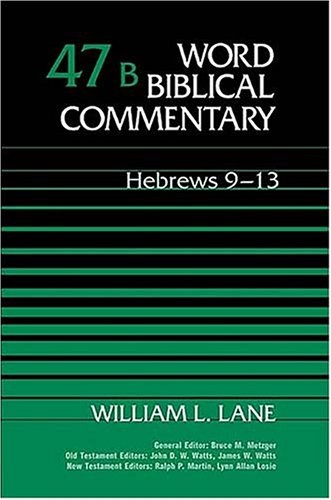 47 B WORD
BIBLICAL
COMMENTARY
Hebrews 9–13
WILLIAM L. LANE
General Editor: Bruce M. Metzger
Old Testament Editors: John D. W. Watts, James W. Watts
New Testament Editors: Ralph P. Martin, Lynn Allan Losie